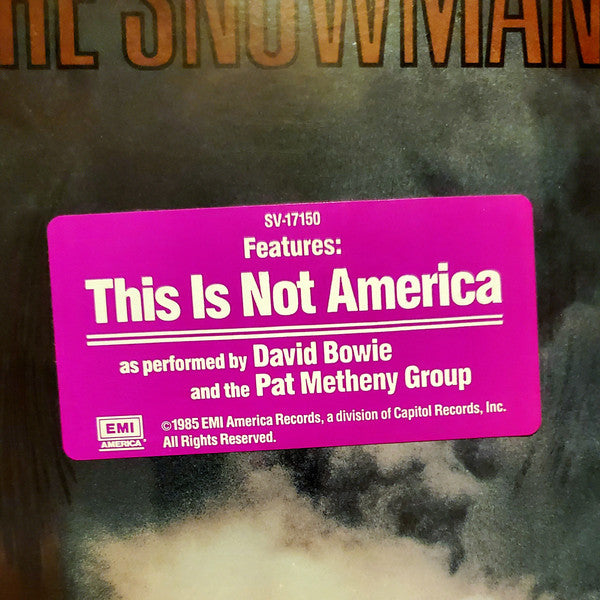 HE SNOWMAN
SV-17150
Features:
This Is Not America
as performed by David Bowie
and the Pat Metheny Group
EMI
AMERICA
©1985 EMI America Records, a division of Capitol Records, Inc.
All Rights Reserved.